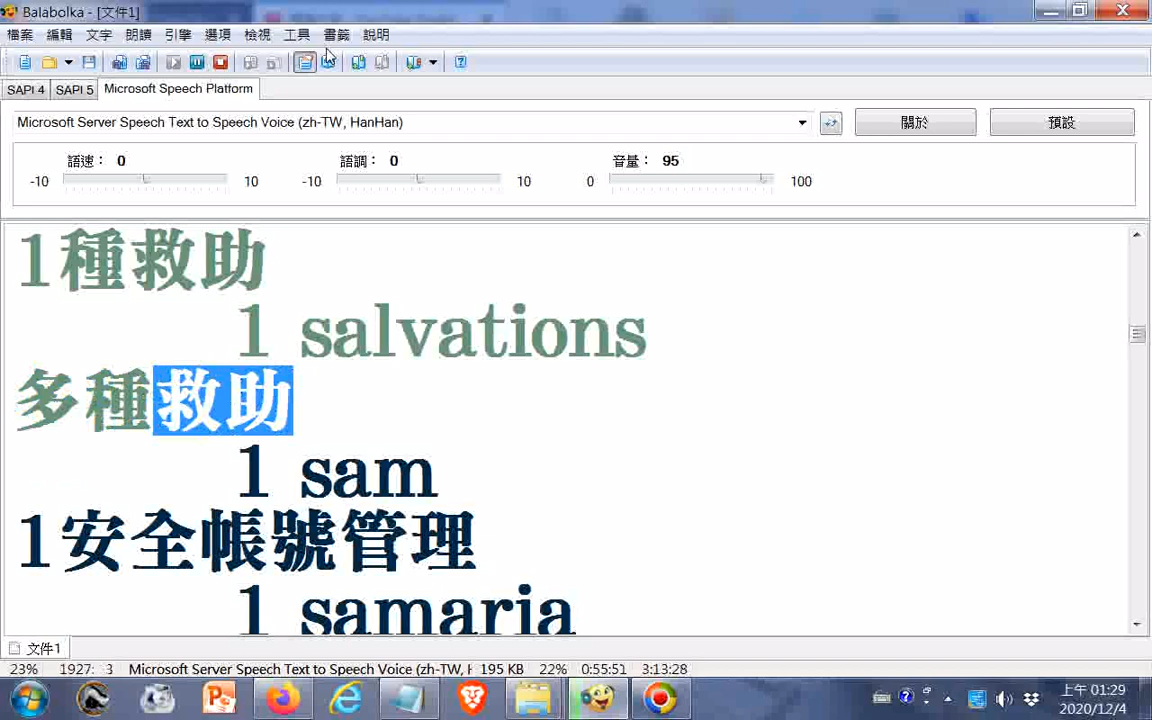 Balabolka - [文件1]
檔案 編輯 文字 朗讀 引擎 選項 檢視 工具 書籤 說明
SAPI 4 SAPI 5 Microsoft Speech Platform
Microsoft Server Speech Text to Speech Voice (zh-TW, HanHan) 關於 預設
語速： 0 語調： 0 音量： 95
-10 10 -10 10 0 100
1種救助
1 salvations
多種救助
1 sam
1安全帳號管理
1 samaria
文件1
23% 1927: 3 Microsoft Server Speech Text to Speech Voice (zh-TW, H 195 KB 22% 0:55:51 3:13:28
上午 01:29
2020/12/4